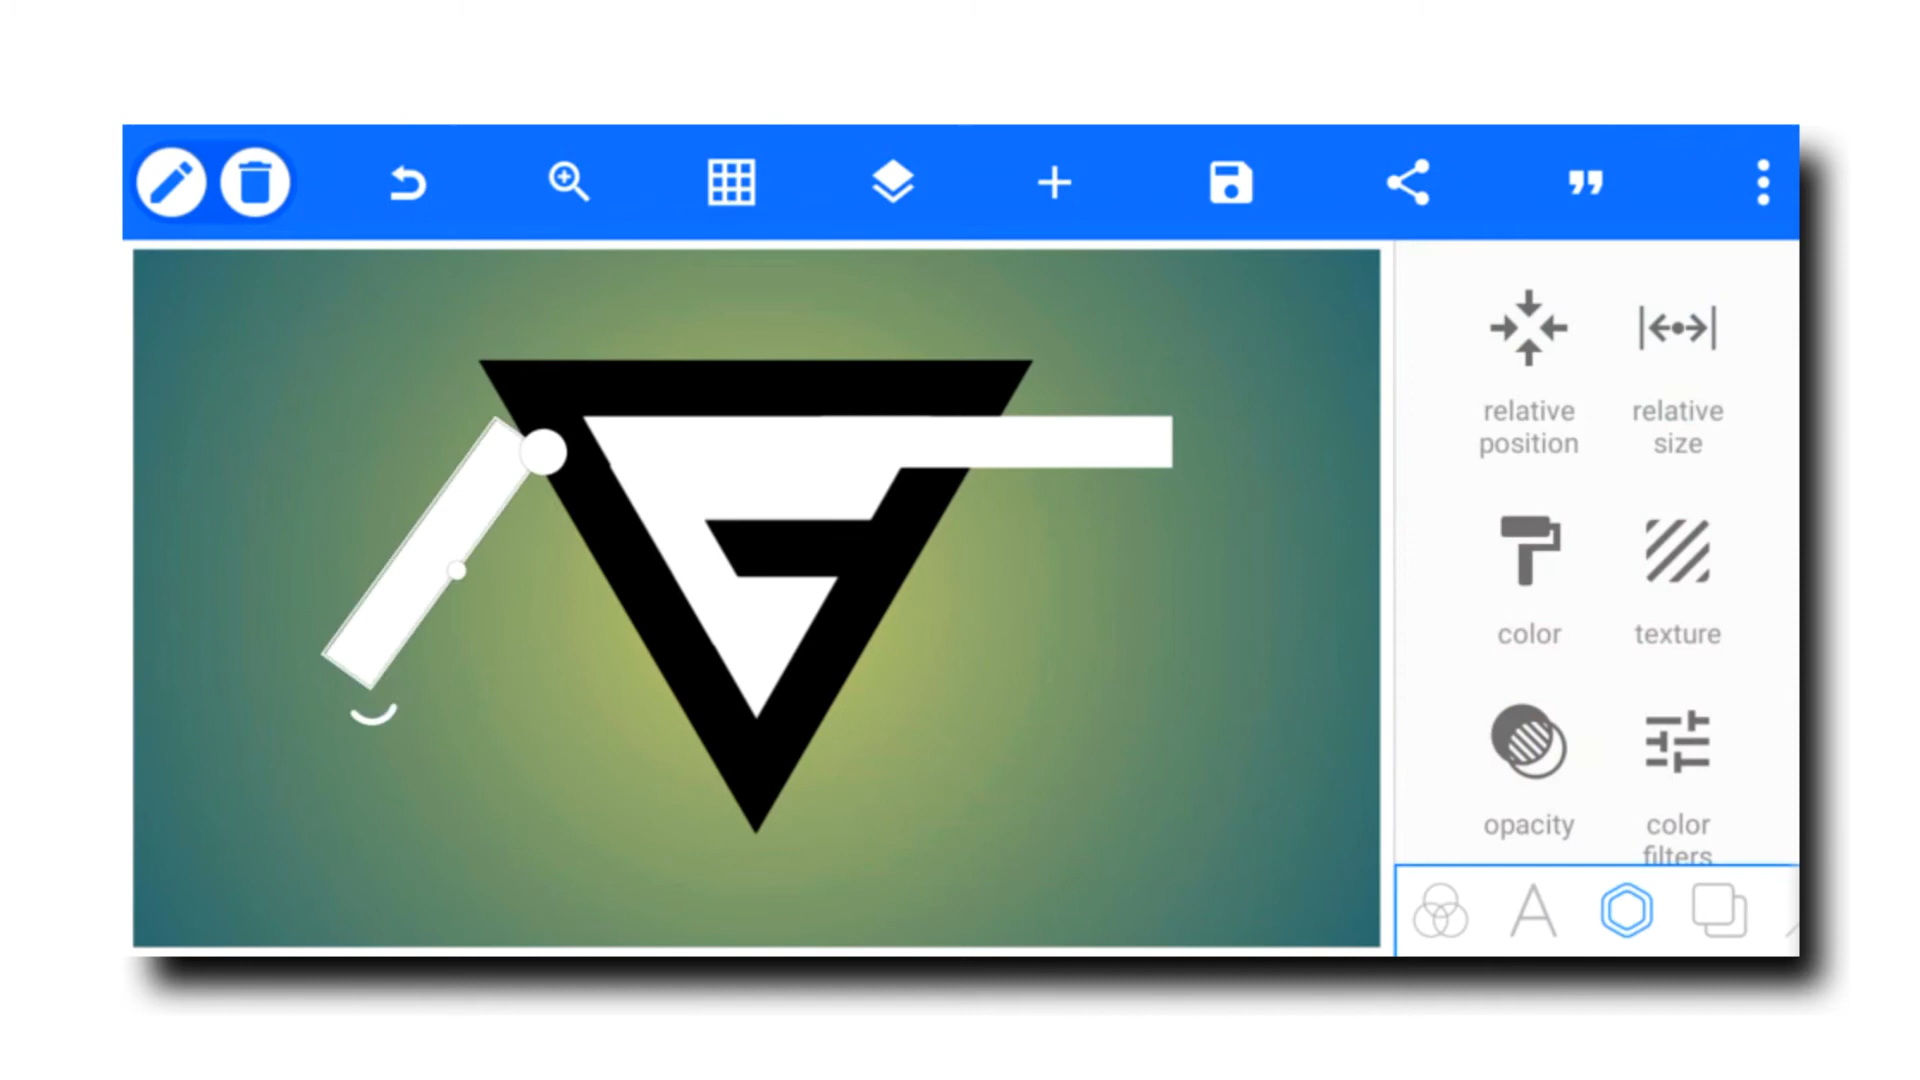 relative
position
relative
size
color
texture
opacity
color
filters